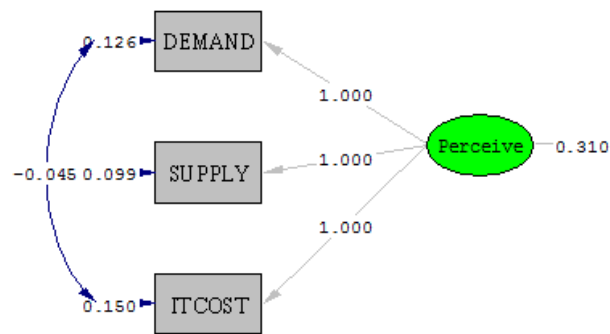 0.126 DEMAND
1.000
Perceive 0.310
1.000
-0.045 0.099 SUPPLY
1.000
0.150 ITCOST